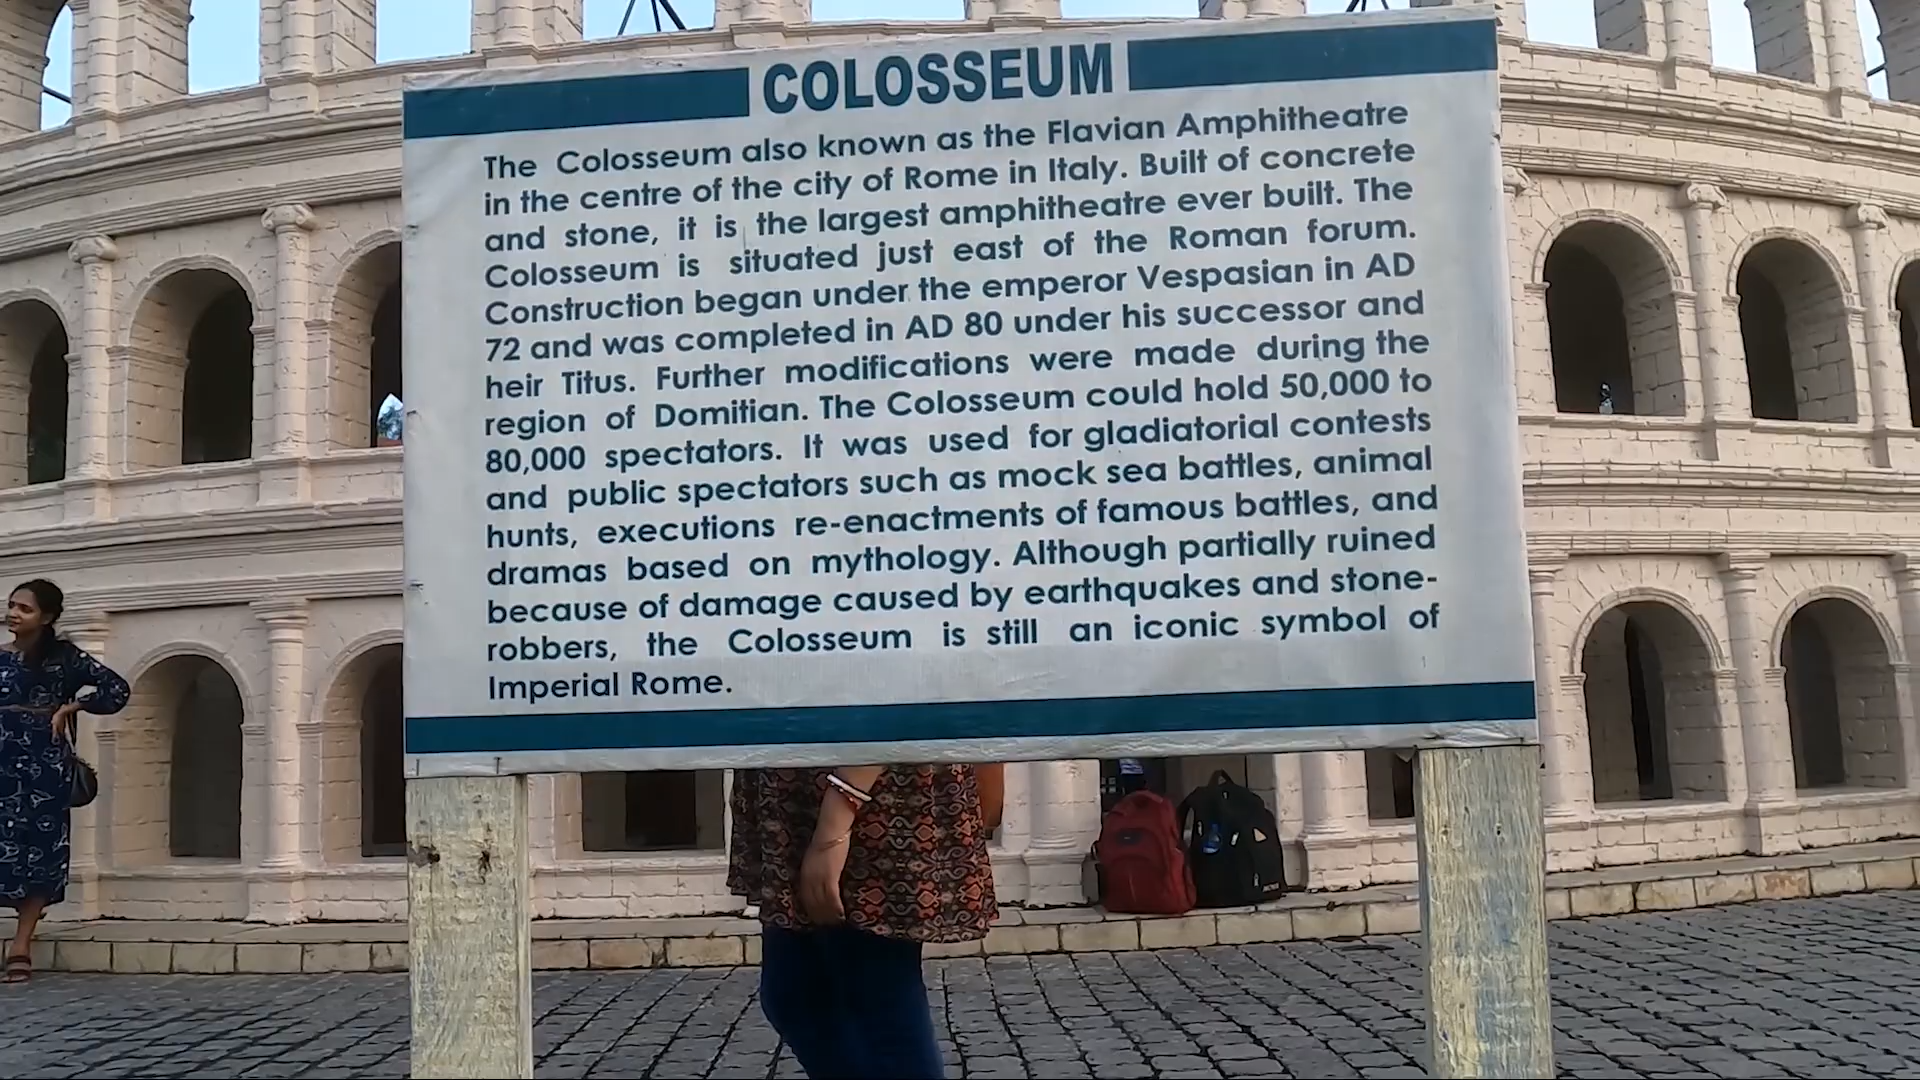 COLOSSEUM
The Colosseum also known as the Flavian Amphitheatre
in the centre of the city of Rome in Italy. Built of concrete
and stone, it is the largest amphitheatre ever built. The
Colosseum is situated just east of the Roman forum.
Construction began under the emperor Vespasian in AD
72 and was completed in AD 80 under his successor and
heir Titus. Further modifications were made during the
region of Domitian. The Colosseum could hold 50,000 to
80,000 spectators. It was used for gladiatorial contests
and public spectators such as mock sea battles, animal
hunts, executions re-enactments of famous battles, and
dramas based on mythology. Although partially ruined
because of damage caused by earthquakes and stone-
robbers, the Colosseum is still an iconic symbol of
Imperial Rome.